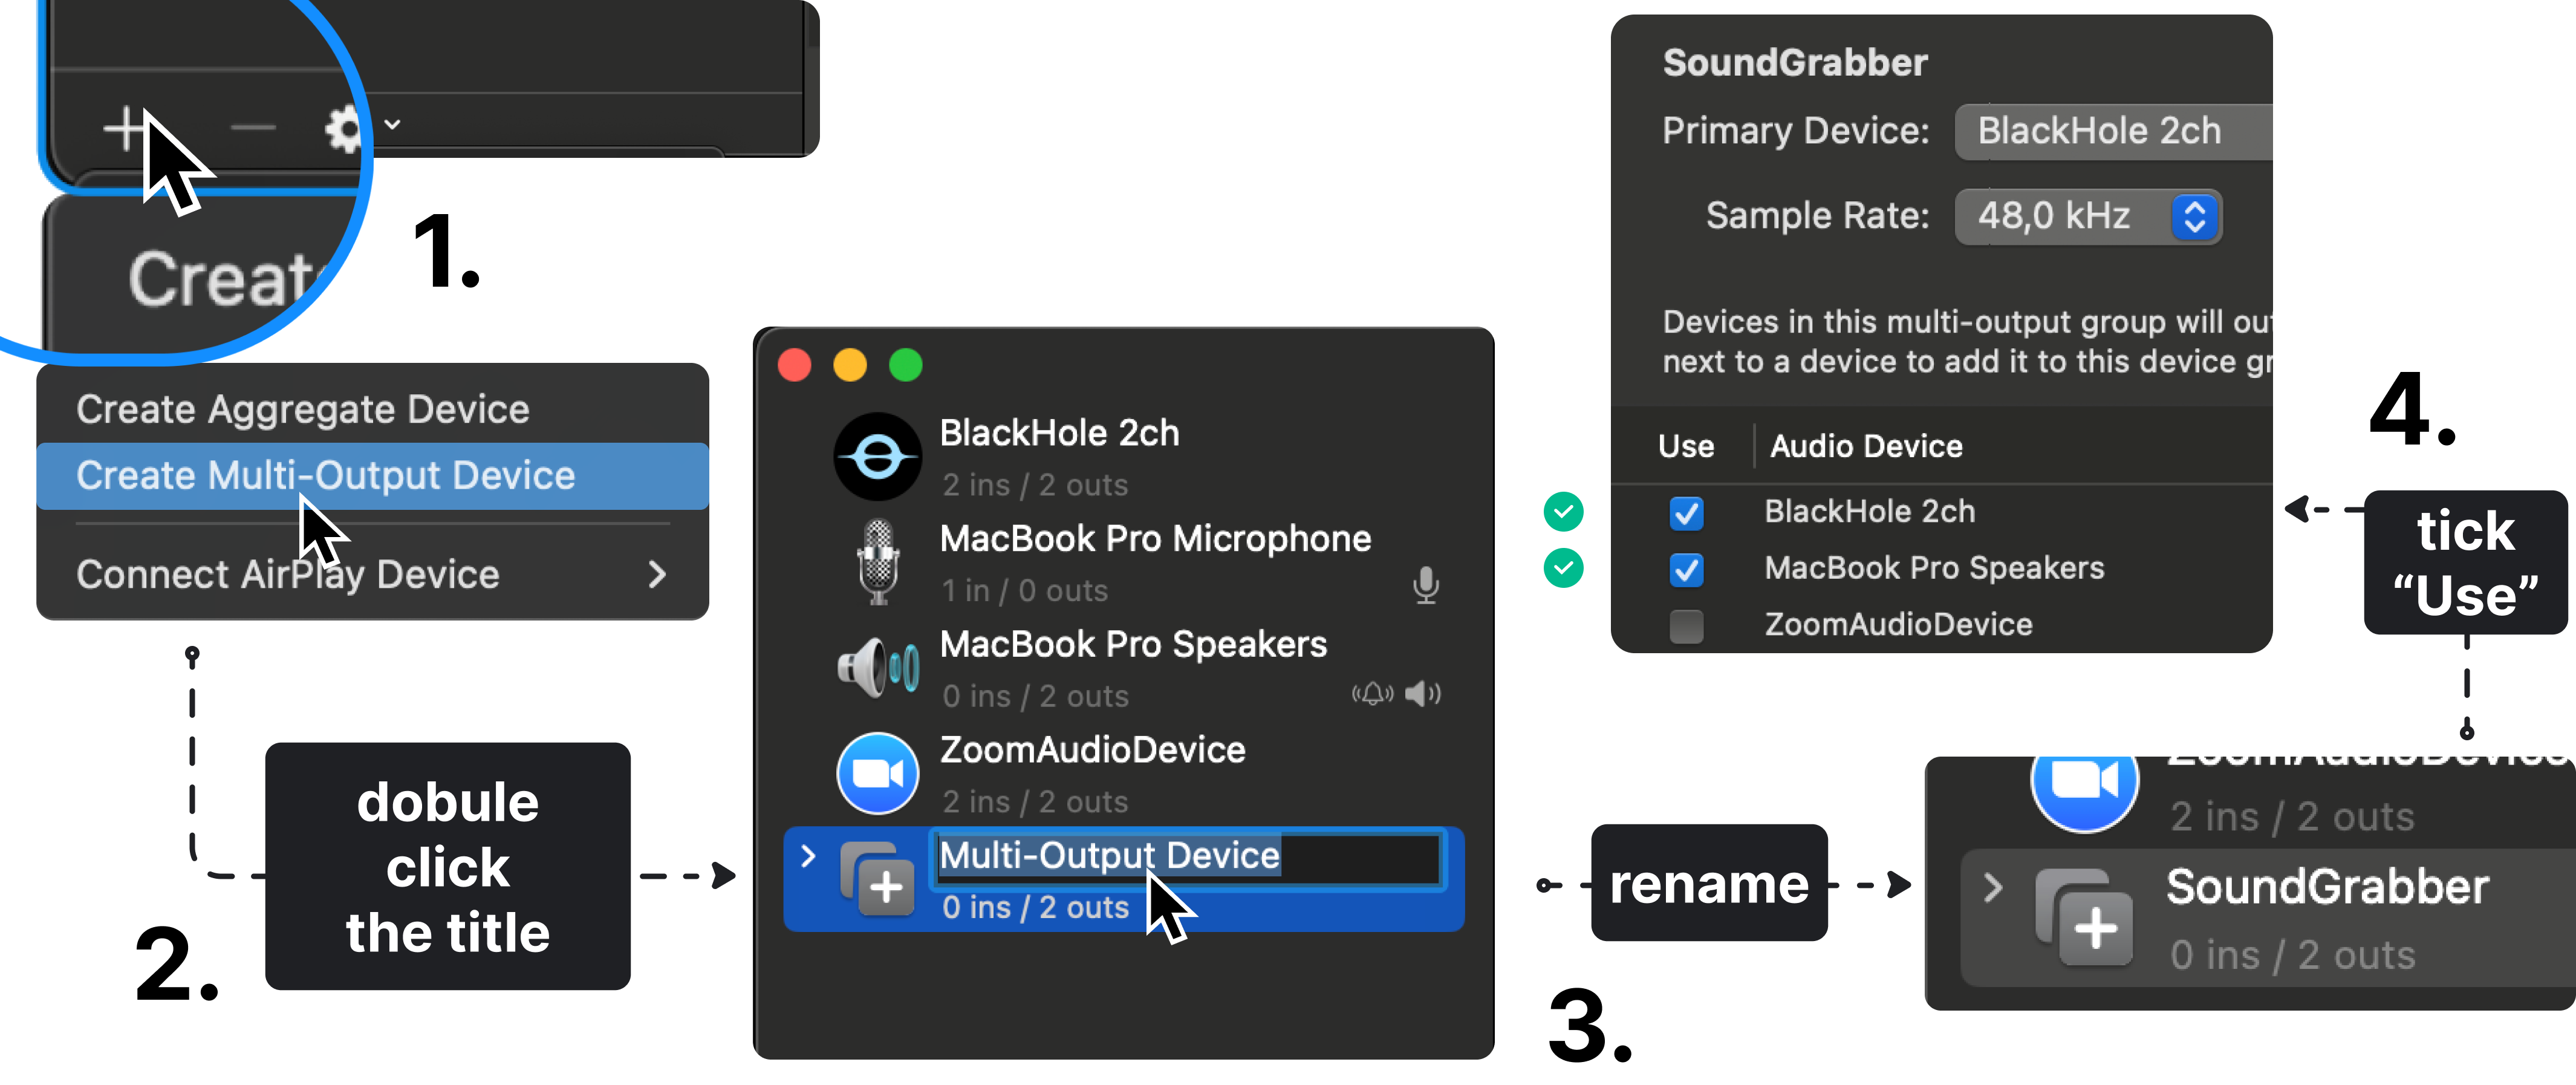 Creat
1.
Create Aggregate Device
Create Multi-Output Device
Connect AirPlay Device
2.
dobule
click
the title
BlackHole 2ch
2 ins / 2 outs
MacBook Pro Microphone
1 in / 0 outs
MacBook Pro Speakers
0 ins / 2 outs
ZoomAudioDevice
2 ins / 2 outs
Multi-Output Device
0 ins / 2 outs
3.
rename
ZoomAudioDevice
2 ins / 2 outs
SoundGrabber
0 ins / 2 outs
4.
tick
“Use”
SoundGrabber
Primary Device: BlackHole 2ch
Sample Rate: 48,0 kHz
Devices in this multi-output group will out
next to a device to add it to this device gr
Use Audio Device
BlackHole 2ch
MacBook Pro Speakers
ZoomAudioDevice